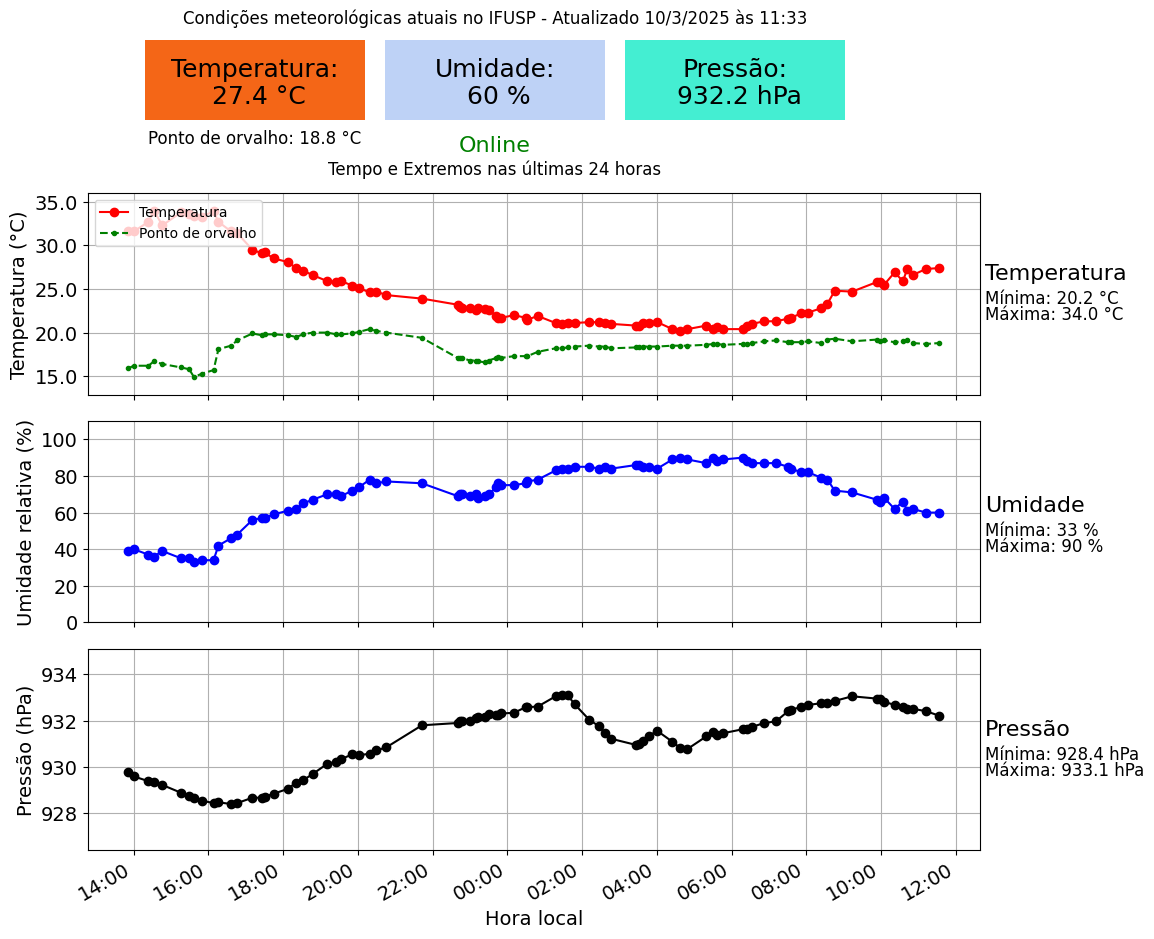 Condições meteorológicas atuais no IFUSP - Atualizado 10/3/2025 às 11:33
Temperatura:
27.4 °C
Umidade:
60 %
Pressão:
932.2 hPa
Ponto de orvalho: 18.8 °C
Online
Tempo e Extremos nas últimas 24 horas
Temperatura (°C)
35.0
30.0
25.0
20.0
15.0
Temperatura
Ponto de orvalho
Temperatura
Mínima: 20.2 °C
Máxima: 34.0 °C
Umidade relativa (%)
100
80
60
40
20
0
Umidade
Mínima: 33 %
Máxima: 90 %
Pressão (hPa)
934
932
930
928
Pressão
Mínima: 928.4 hPa
Máxima: 933.1 hPa
14:00 16:00 18:00 20:00 22:00 00:00 02:00 04:00 06:00 08:00 10:00 12:00
Hora local